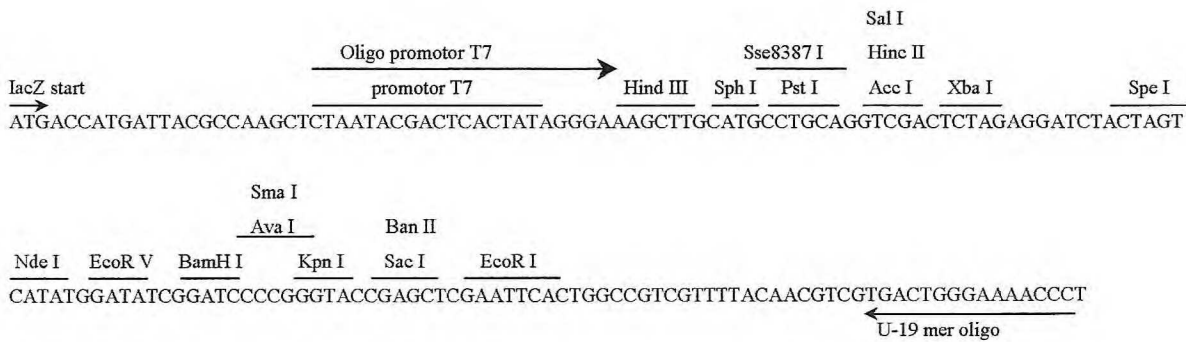 Sal I
Oligo promotor T7 Sse8387 I Hinc II
lacZ start promotor T7 Hind III Sph I Pst I Acc I Xba I Spe I
ATGACCATGATTACGCCAAGCTCTAATACGACTCACTATAGGGAAAGCTTGCATGCCTGCAGGTCGACTCTAGAGGATCTACTAGT
Sma I
Ava I Ban II
Nde I EcoR V BamH I Kpn I Sac I EcoR I
CATATGGATATCGGATCCCCGGGTACCGAGCTCGAATTCACTGGCCGTCGTTTTACAACGTCGTGACTGGGAAAACCCT
U-19 mer oligo